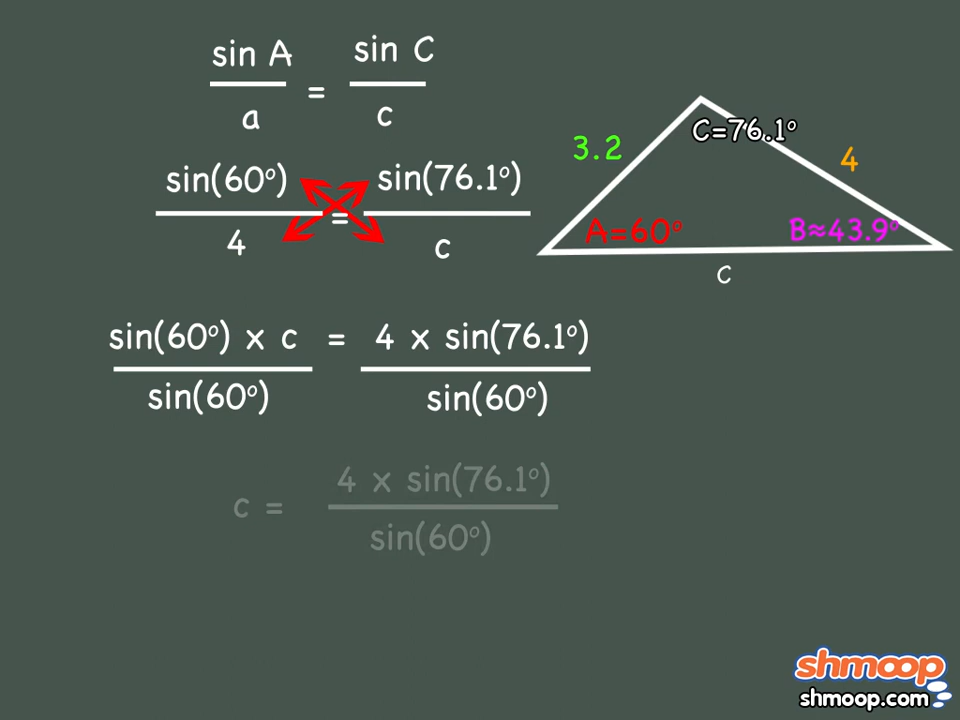 sin A = sin C
a c
sin(60°) = sin(76.1°)
4 c
sin(60°) x c = 4 x sin(76.1°)
sin(60°) sin(60°)
c = 4 x sin(76.1°)
sin(60°)
C=76.1°
3.2
4
A=60°
B≈43.9°
c
shmoop
shmoop.com